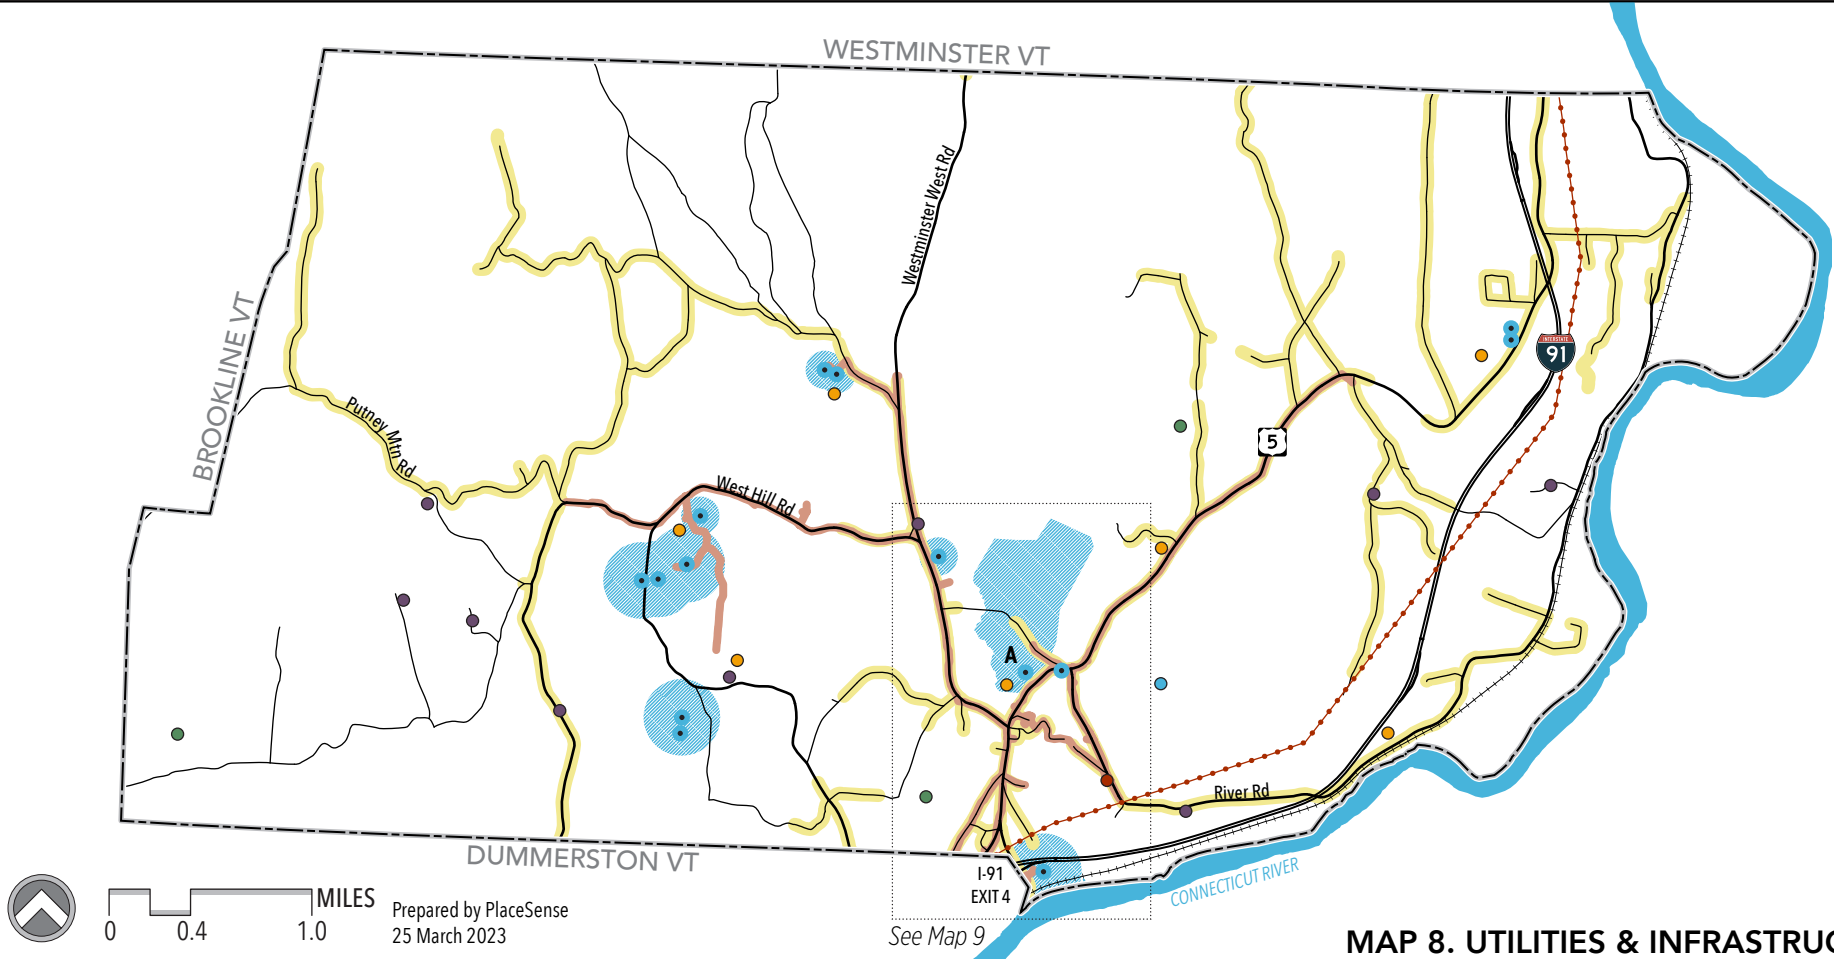 WESTMINSTER VT
Westminster West Rd
BROOKLINE VT
INTERSTATE
91
Putney Mtn Rd
5
West Hill Rd
A
River Rd
DUMMERSTON VT
I-91
EXIT 4
CONNECTICUT RIVER
MILES
0 0.4 1.0
Prepared by PlaceSense
25 March 2023
See Map 9
MAP 8. UTILITIES & INFRASTRUC